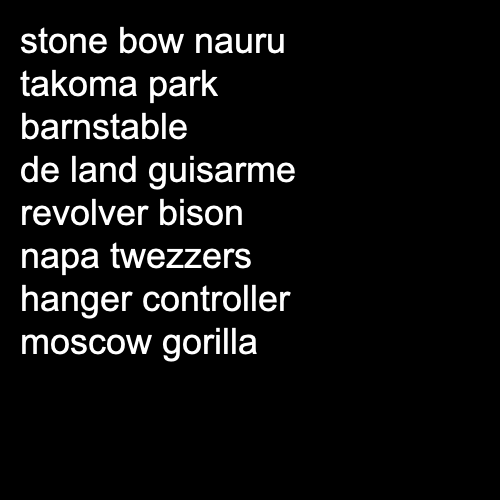 stone bow nauru
takoma park
barnstable
de land guisarme
revolver bison
napa twezzers
hanger controller
moscow gorilla